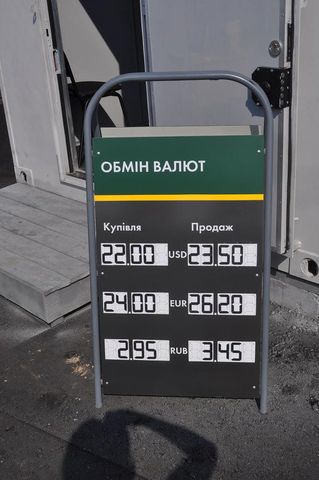 ОБМІН ВАЛЮТ
Купівля Продаж
22.00 USD 23.50
24.00 EUR 26.20
2.95 RUB 3.45